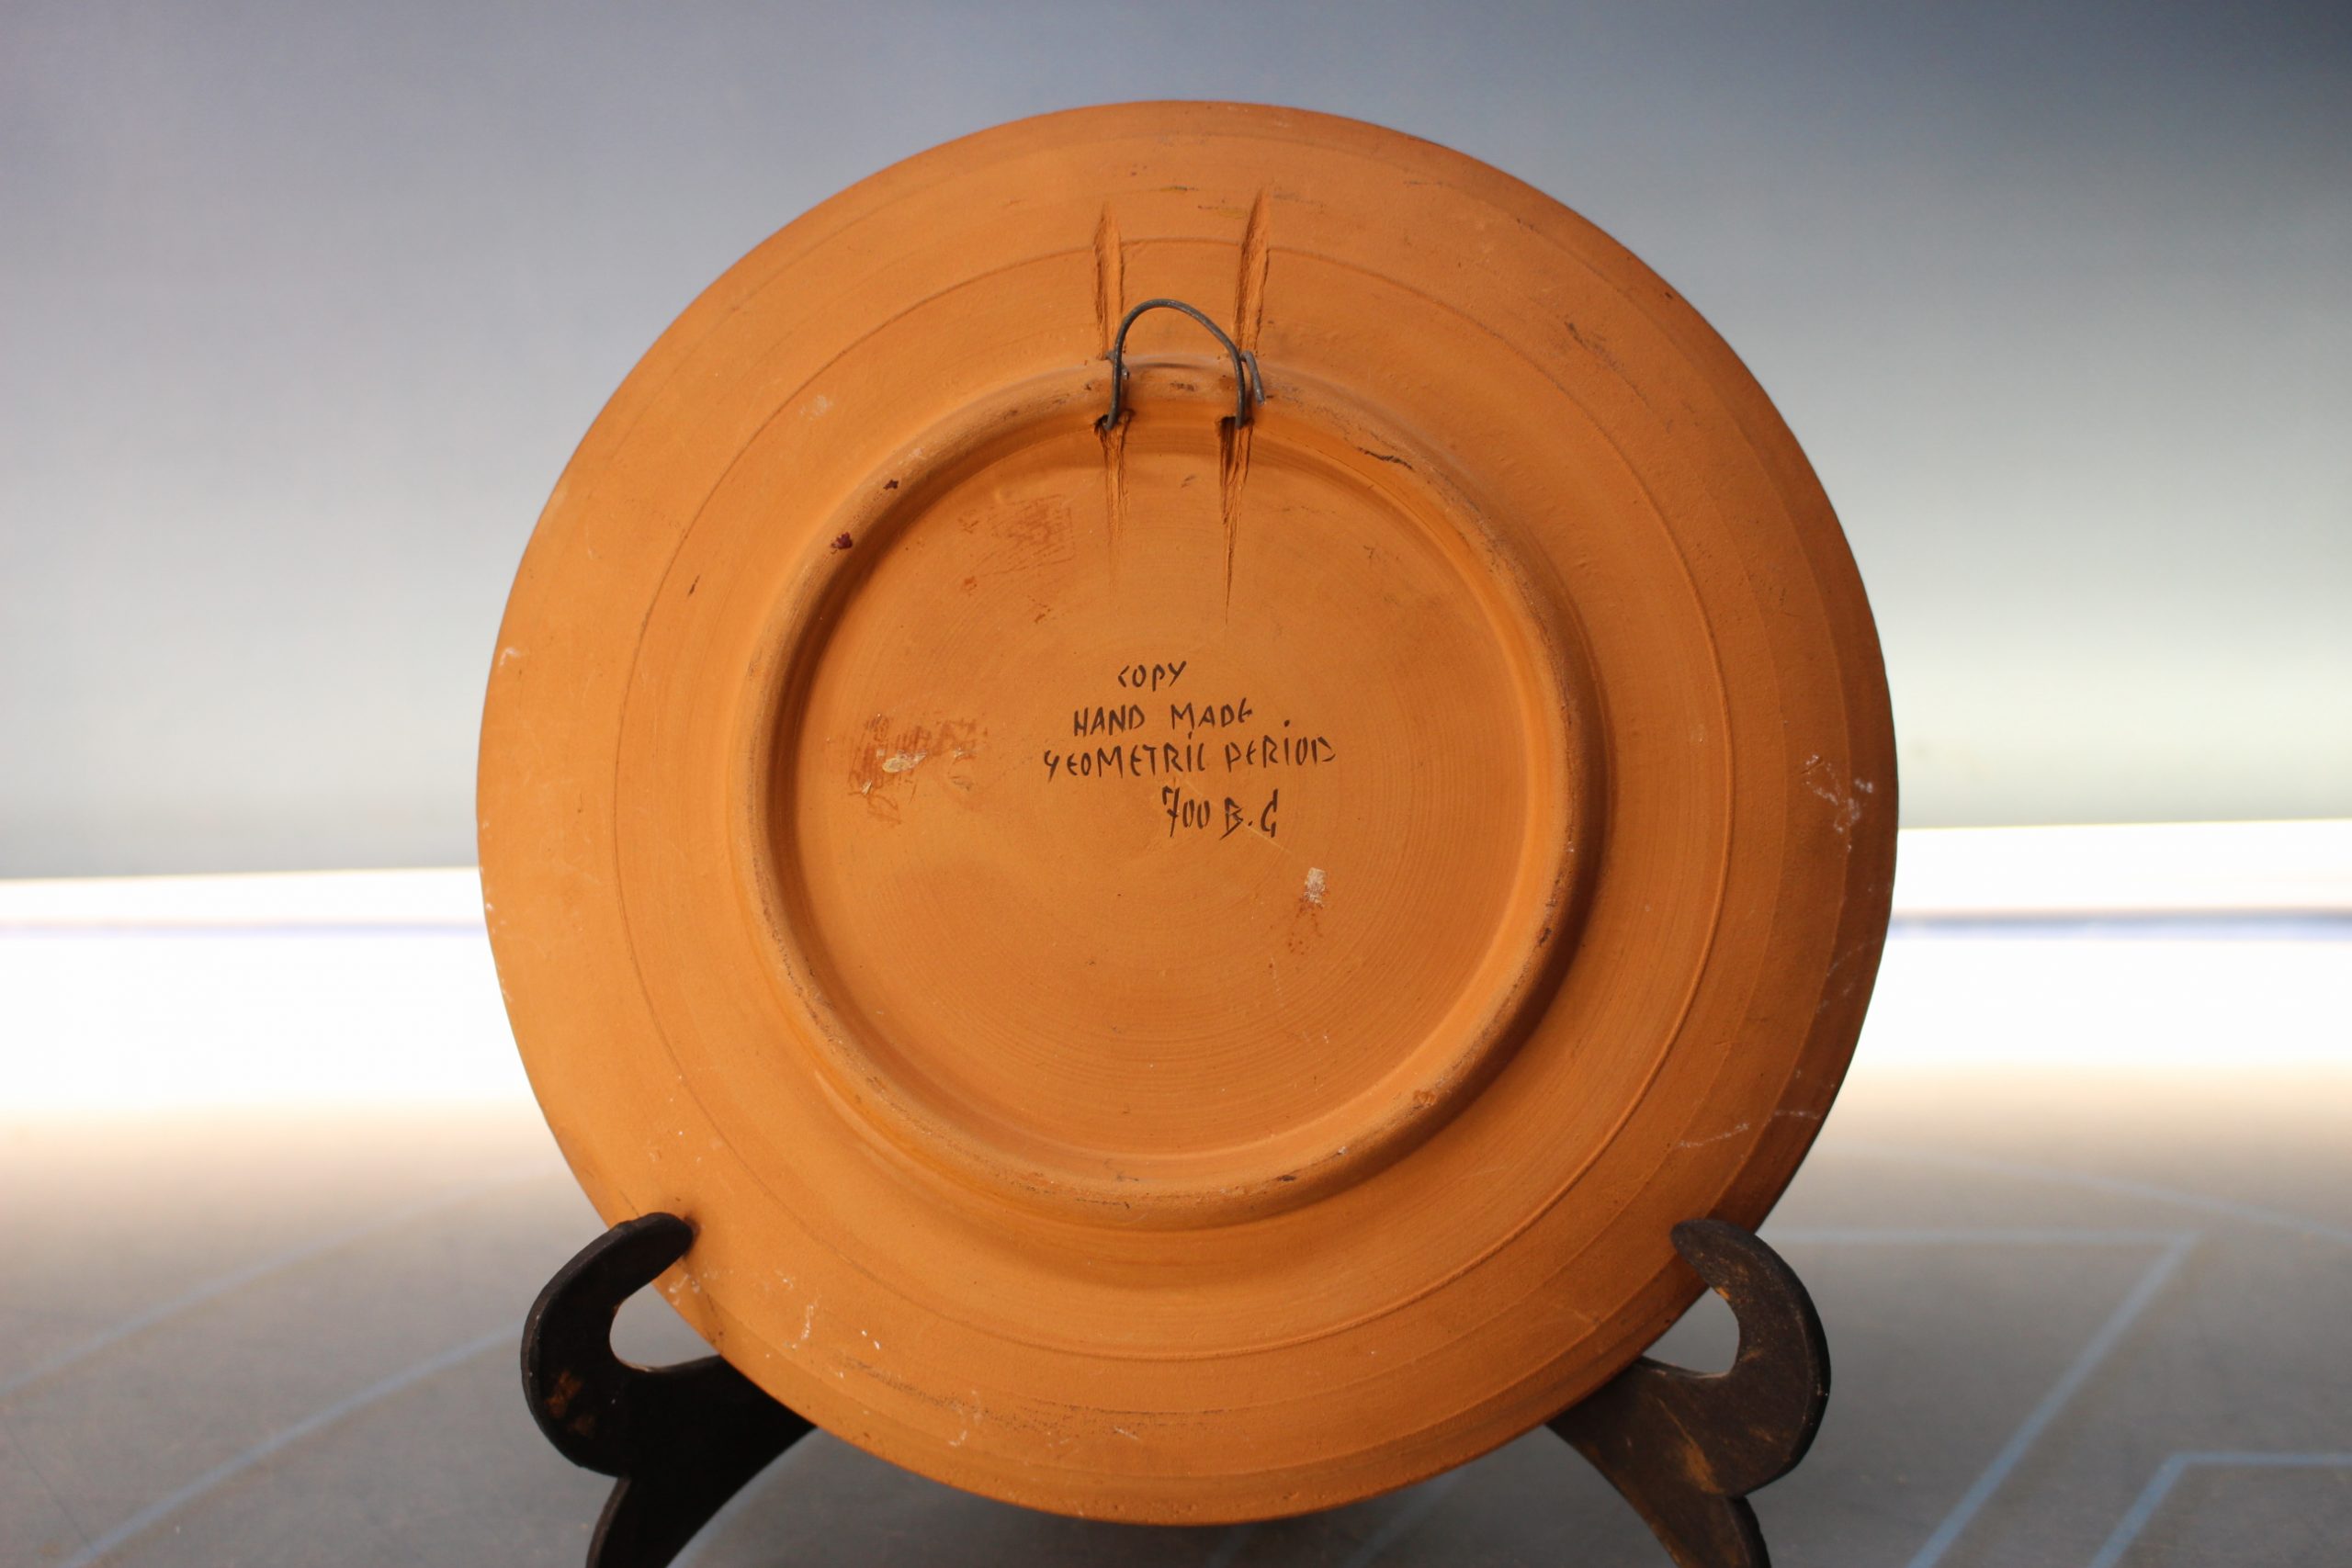 COPY
HAND MADE
GEOMETRIC PERIOD
700 B.C